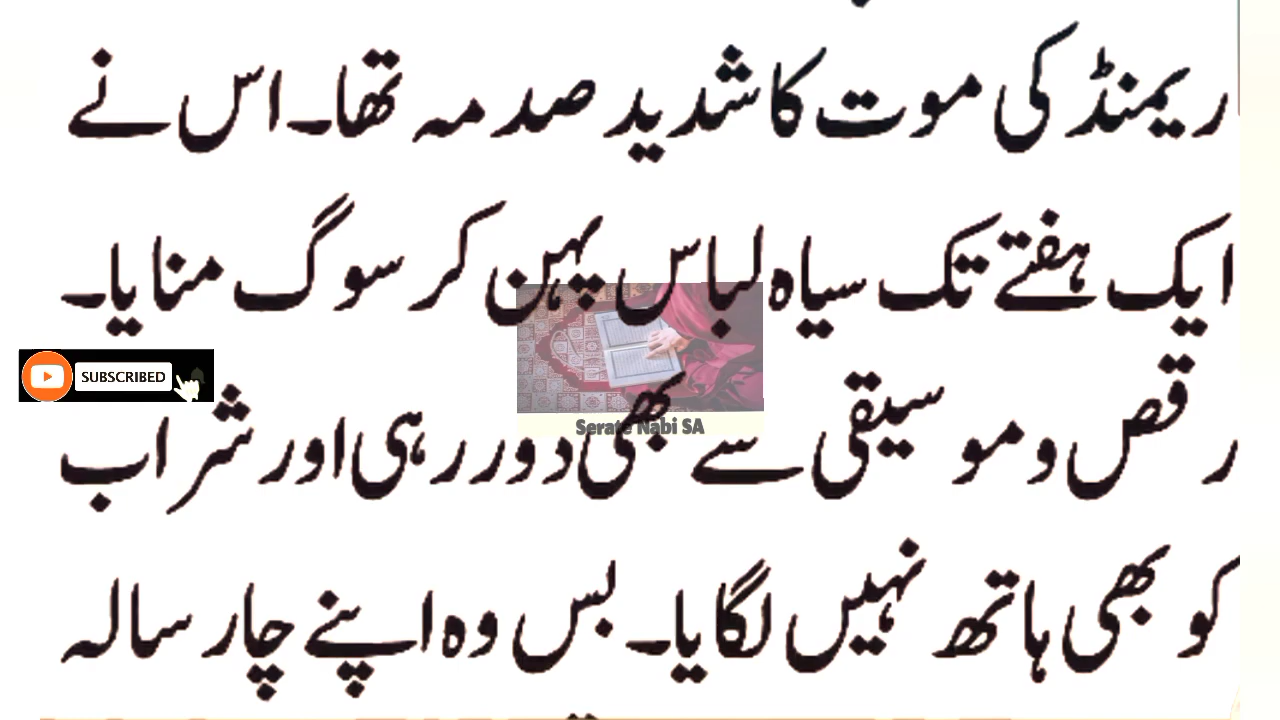 ریمنڈ کی موت کا شدید صدمہ تھا۔ اس نے
ایک ہفتے تک سیاہ لباس پہن کر سوگ منایا۔
SUBSCRIBED
Serate Nabi SA
رقص و موسیقی سے بھی دور رہی اور شراب
کو بھی ہاتھ نہیں لگایا۔ بس وہ اپنے چار سالہ